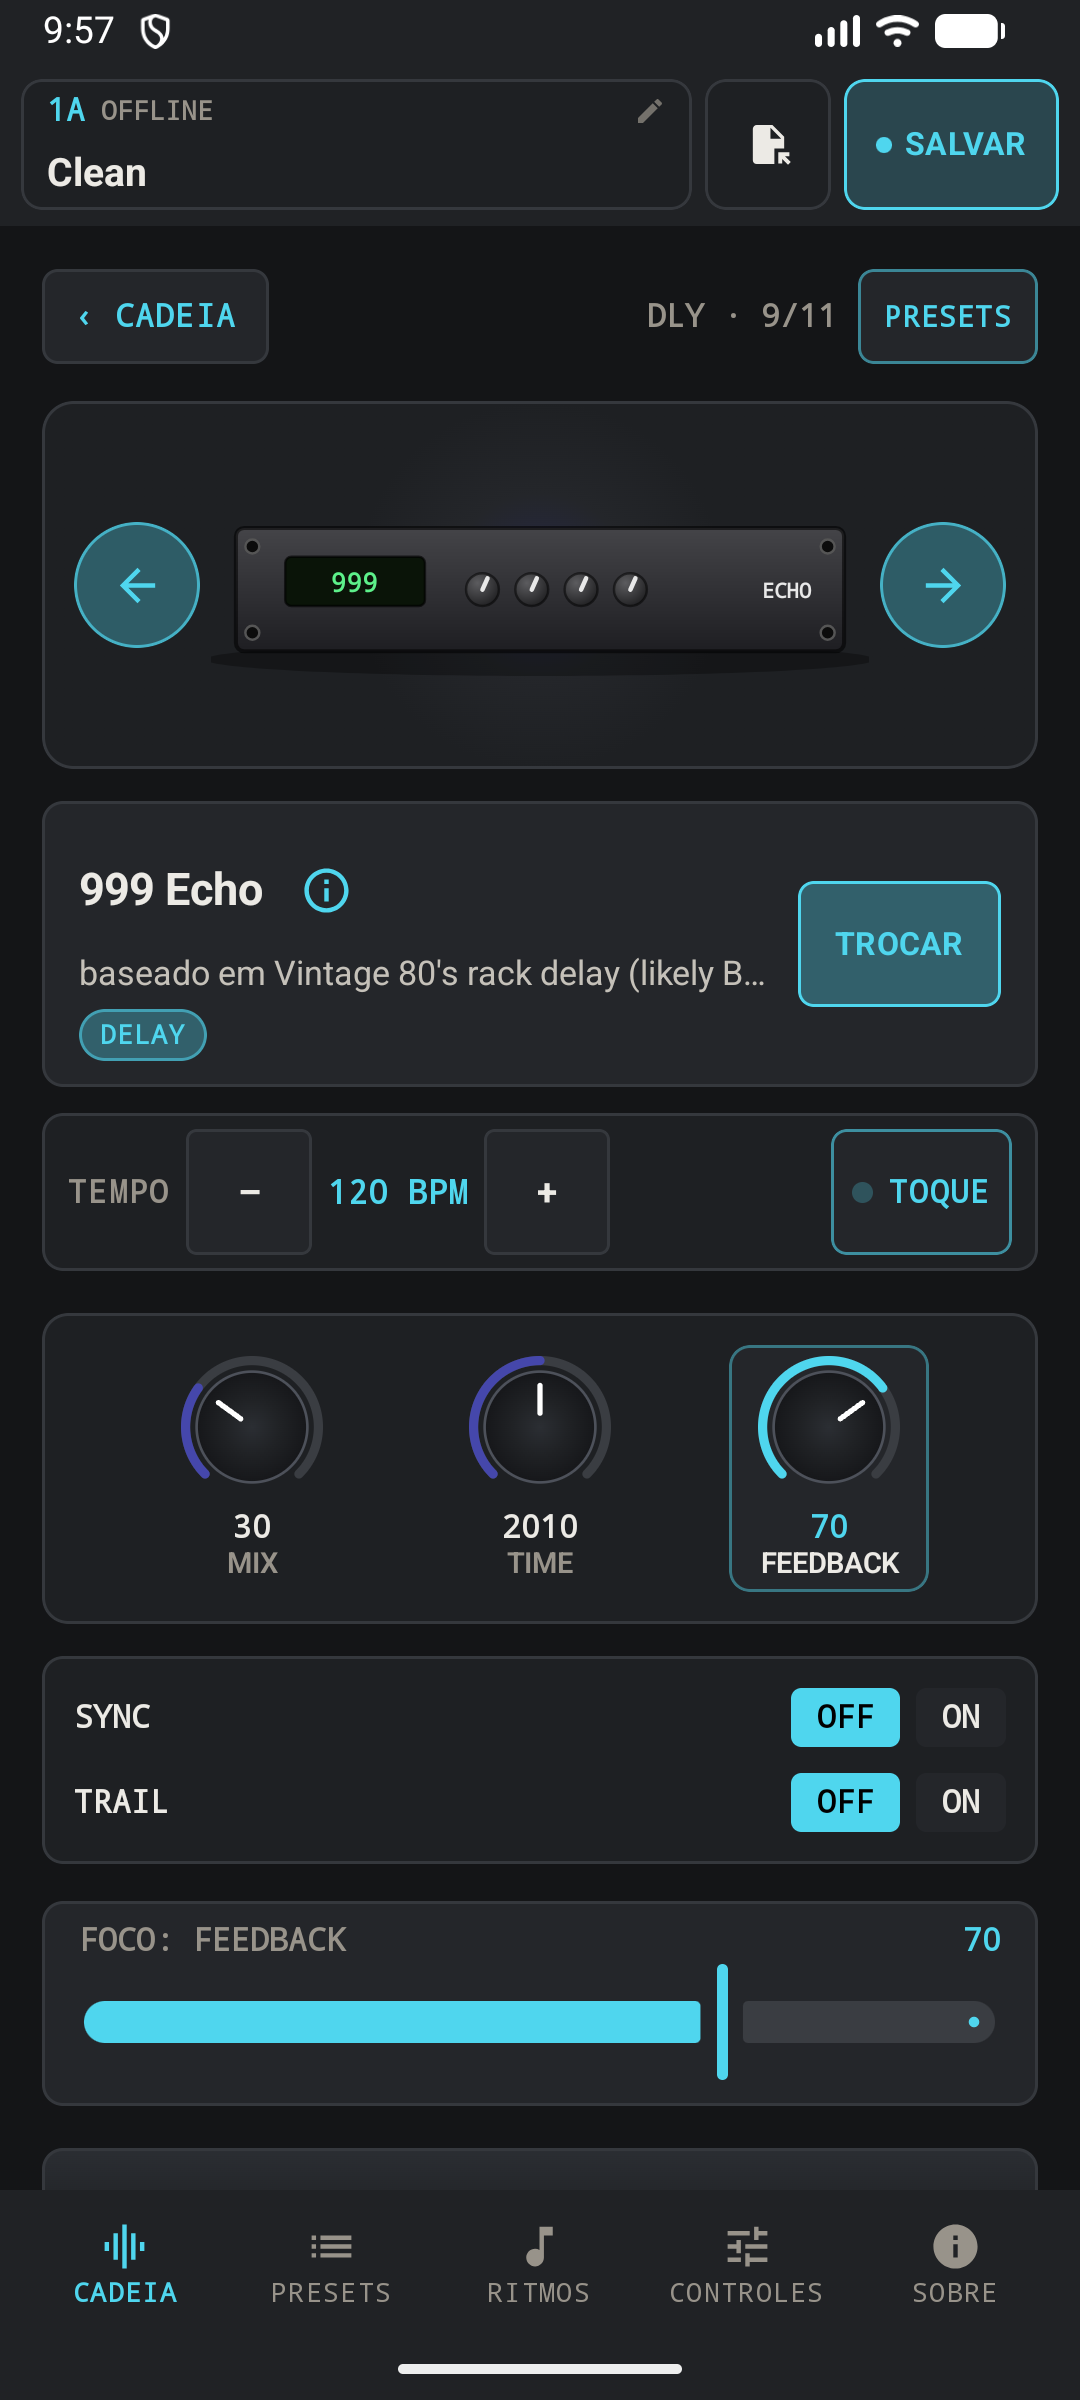 9:57
1A OFFLINE
Clean
SALVAR
‹ CADEIA
DLY · 9/11
PRESETS
999
ECHO
999 Echo
baseado em Vintage 80's rack delay (likely B…
TROCAR
DELAY
TEMPO
−
120 BPM
+
TOQUE
30
MIX
2010
TIME
70
FEEDBACK
SYNC
OFF
ON
TRAIL
OFF
ON
FOCO: FEEDBACK
70
CADEIA
PRESETS
RITMOS
CONTROLES
SOBRE